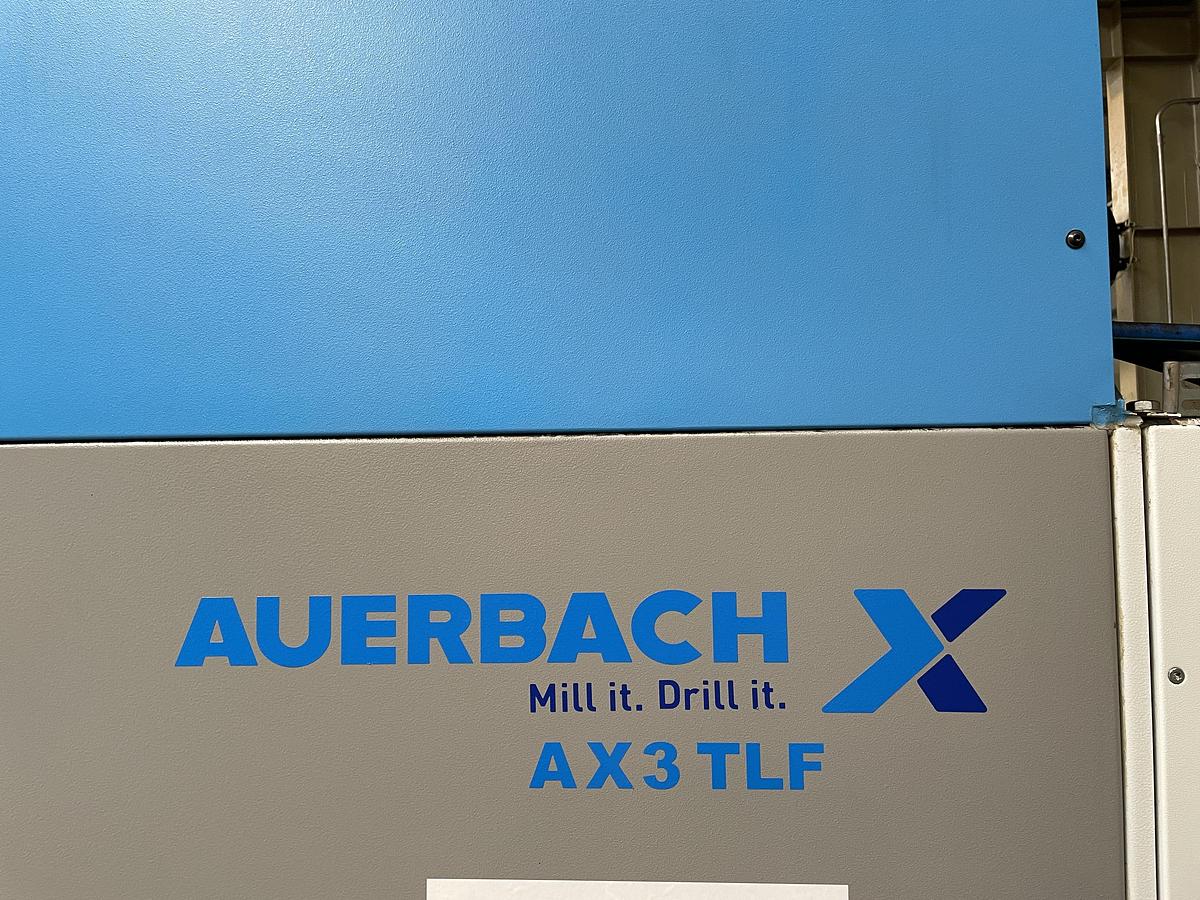 AUERBACH X
Mill it. Drill it.
AX3 TLF